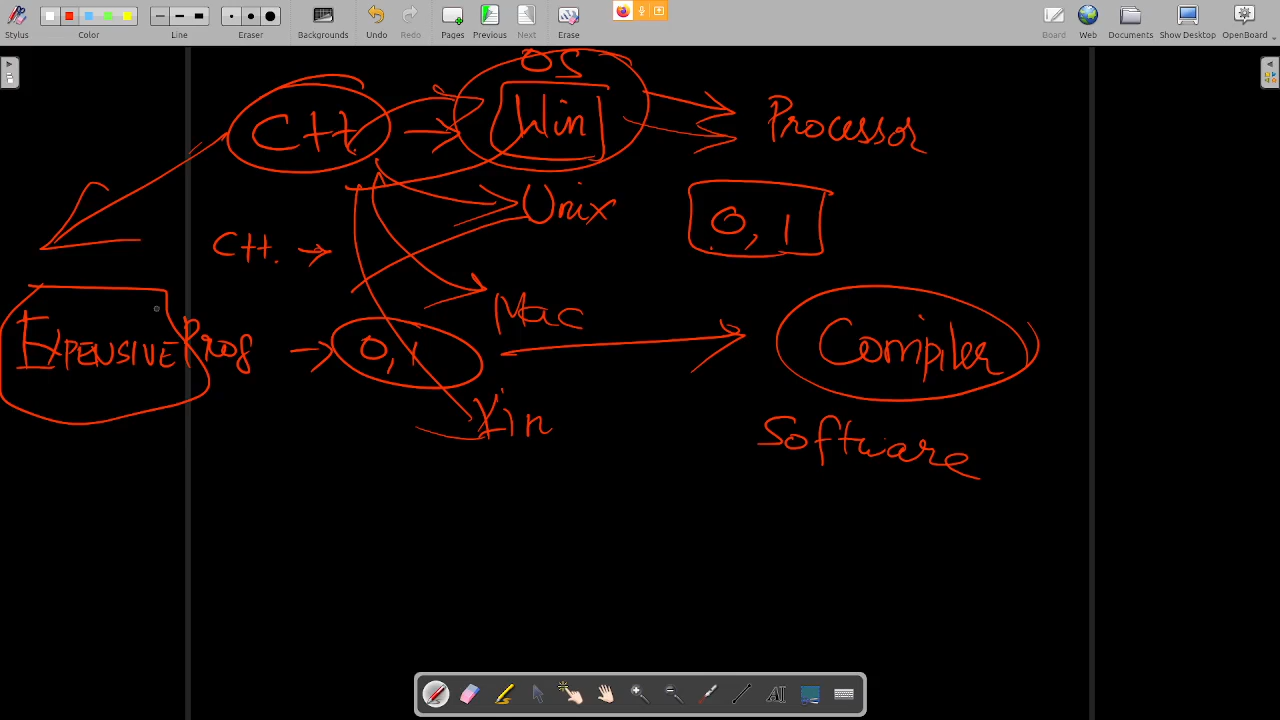 Stylus
Color
Line
Eraser
Backgrounds
Undo
Redo
Pages
Previous
Next
Erase
Board
Web
Documents
Show Desktop
OpenBoard
OS
C++ Win Processor
Unix 0, 1
C++.
Mac
EXPENSIVE Prog 0, 1 Compiler
Software